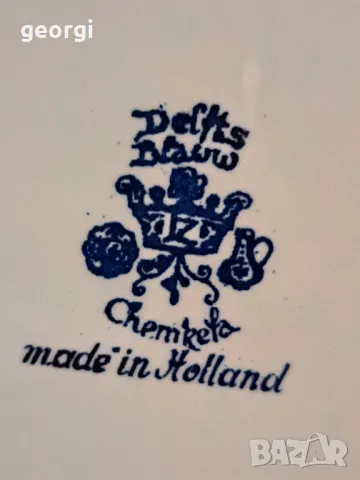 georgi
Delfts
Blauw
Chemkefa
made in Holland
BAZAR